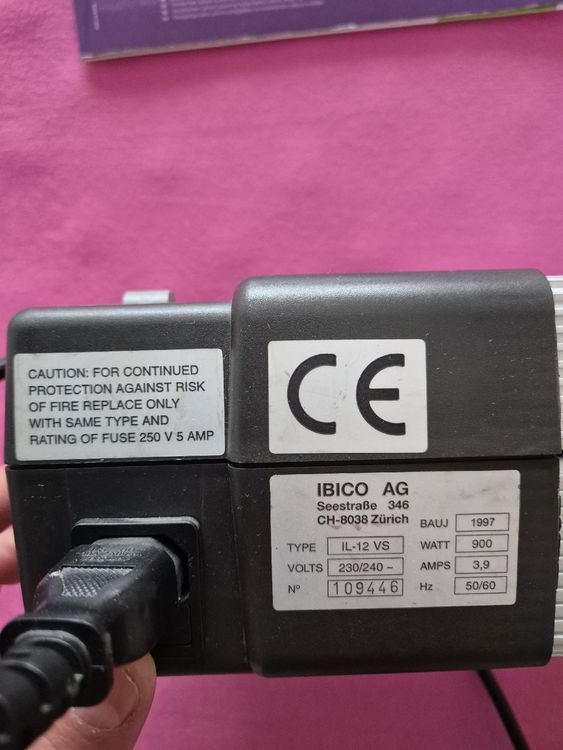 CAUTION: FOR CONTINUED
PROTECTION AGAINST RISK
OF FIRE REPLACE ONLY
WITH SAME TYPE AND
RATING OF FUSE 250 V 5 AMP
CE
IBICO AG
Seestraße 346
CH-8038 Zürich
BAUJ 1997
TYPE IL-12 VS WATT 900
VOLTS 230/240 ~ AMPS 3,9
Nº 109446 Hz 50/60